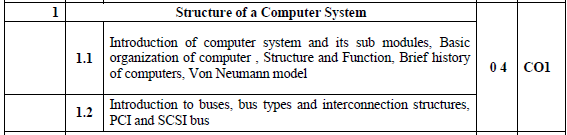 1 Structure of a Computer System
1.1 Introduction of computer system and its sub modules, Basic
organization of computer , Structure and Function, Brief history
of computers, Von Neumann model
0 4 CO1
1.2 Introduction to buses, bus types and interconnection structures,
PCI and SCSI bus